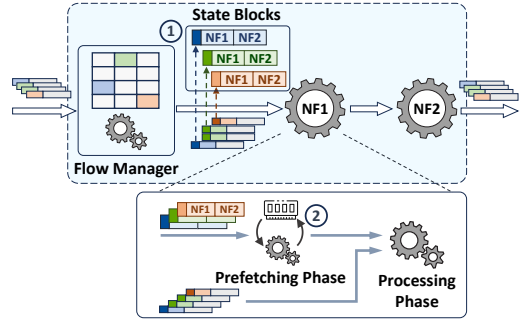 State Blocks
1
NF1 NF2
NF1 NF2
NF1 NF2
NF1
NF2
Flow Manager
NF1 NF2
2
Prefetching Phase
Processing
Phase